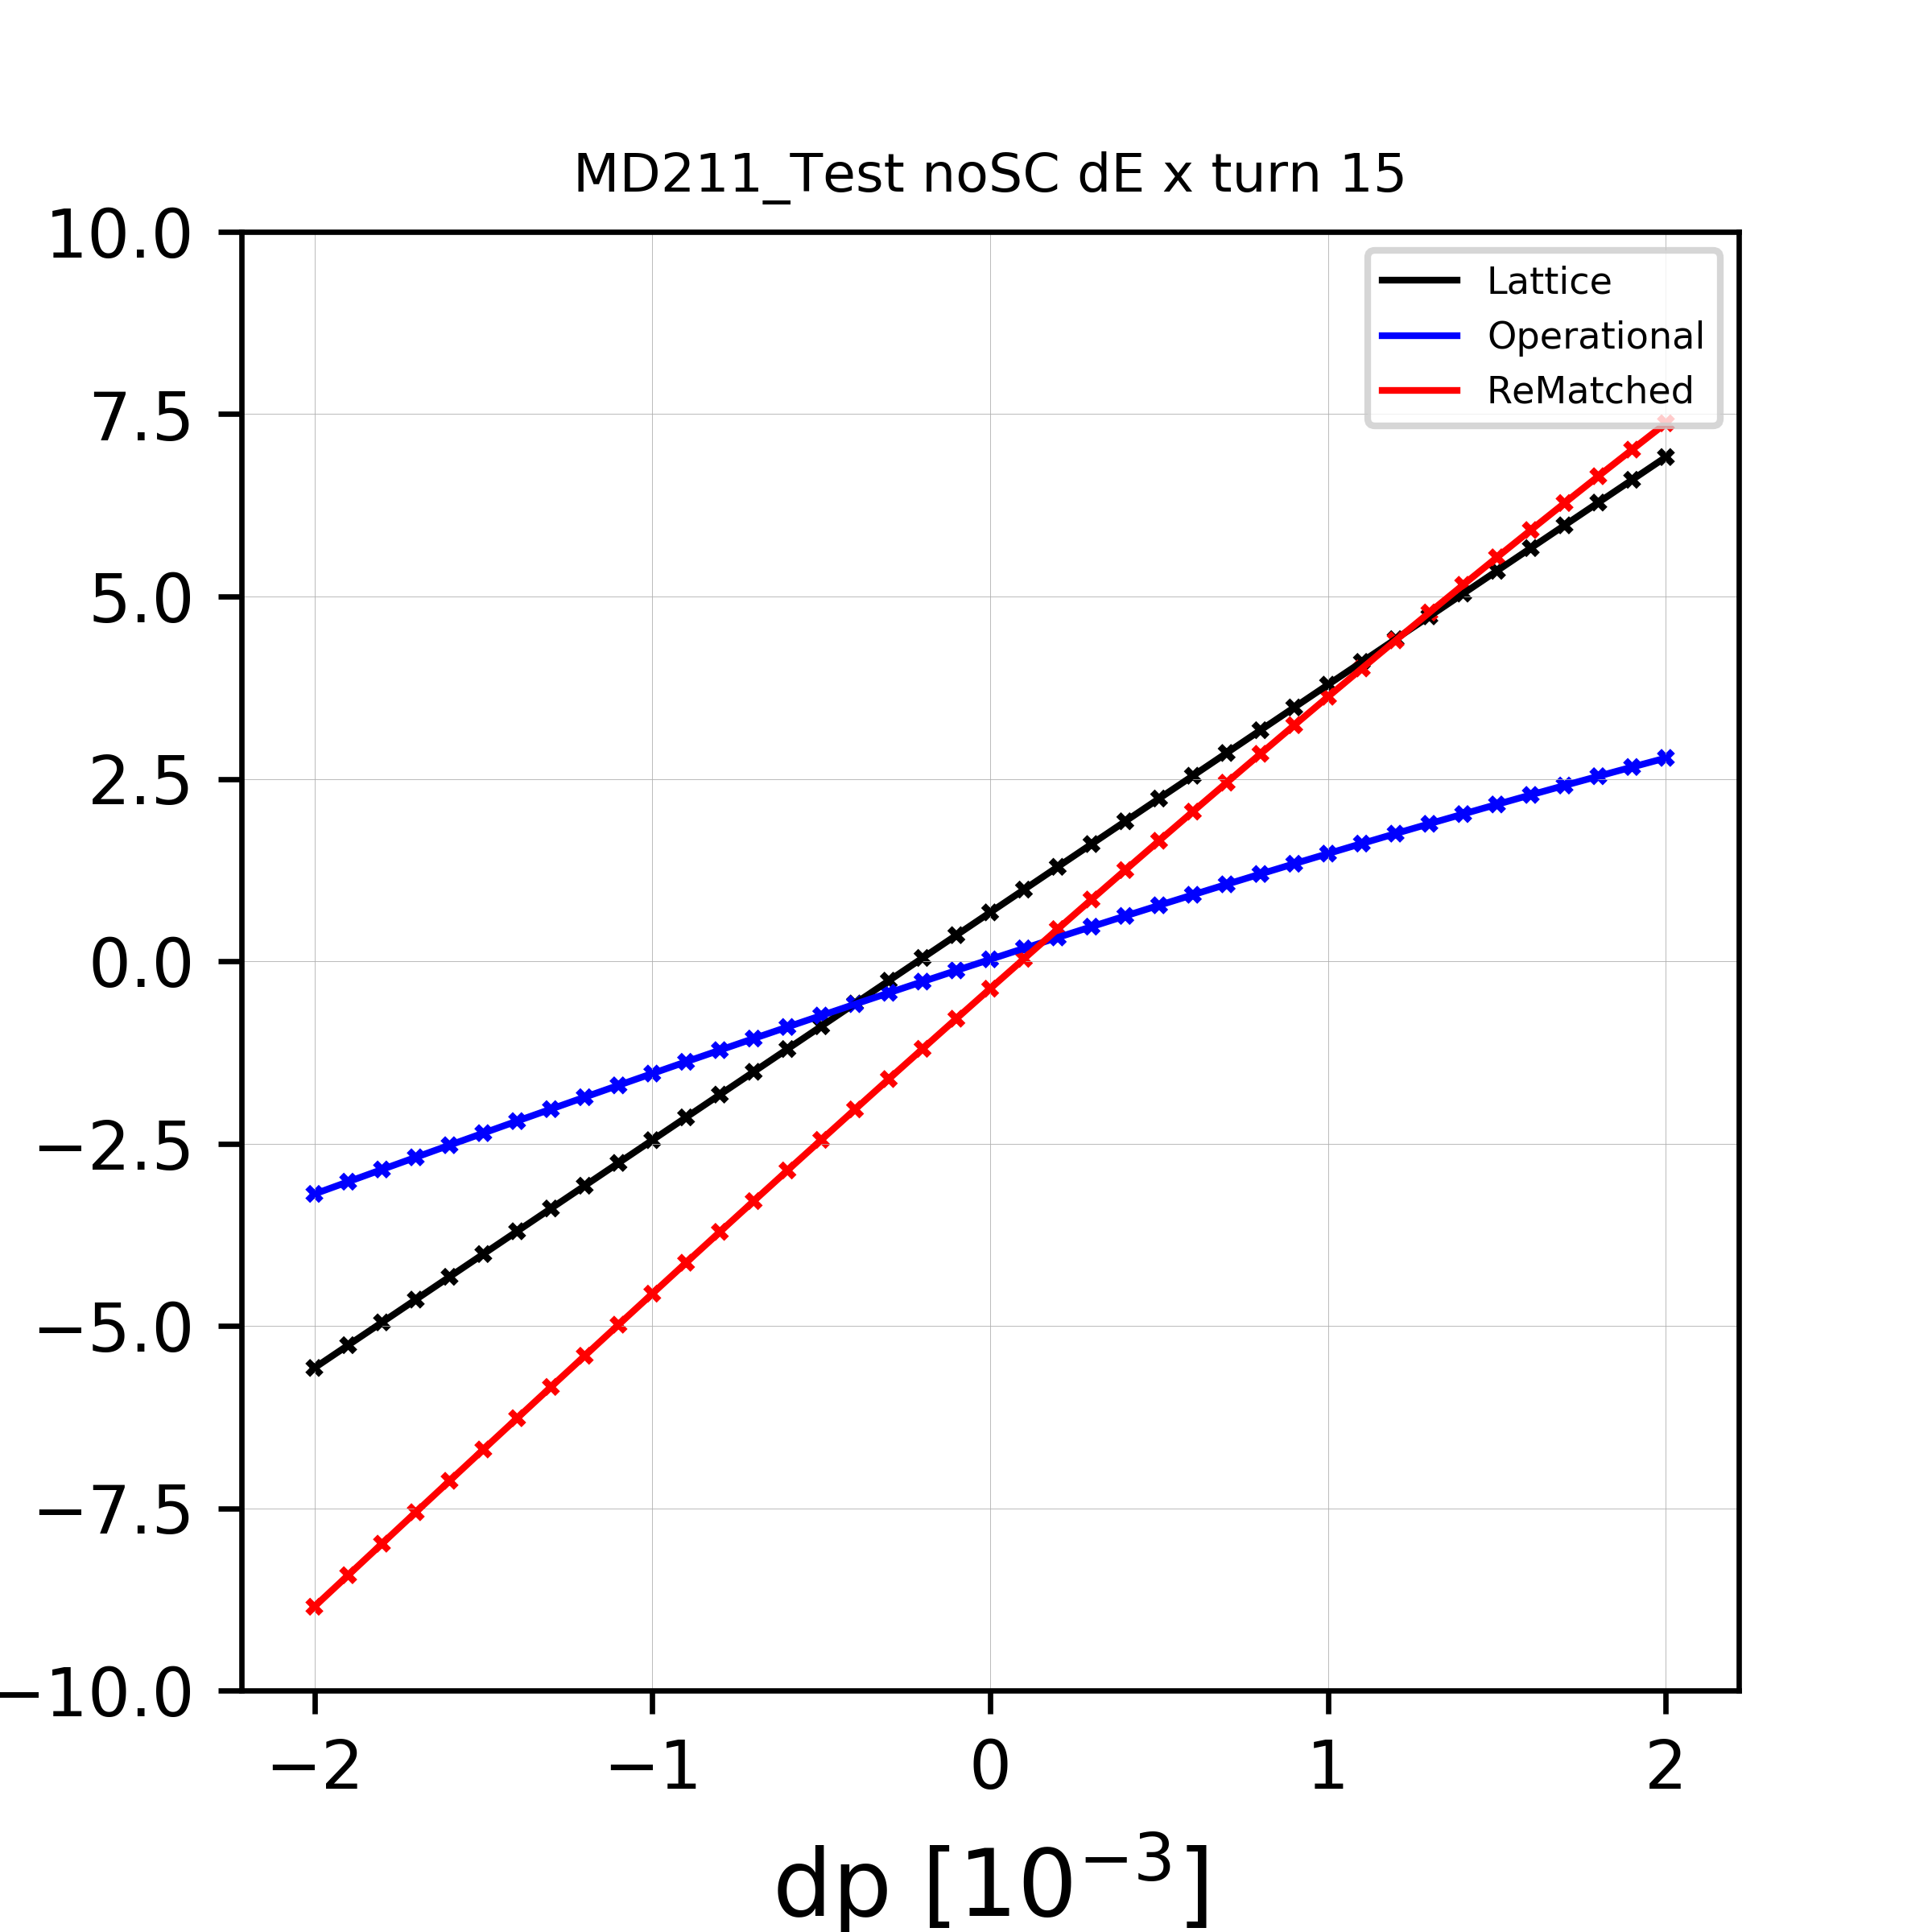 MD211_Test noSC dE x turn 15
10.0
7.5
5.0
2.5
0.0
−2.5
−5.0
−7.5
−10.0
Lattice
Operational
ReMatched
−2
−1
0
1
2
dp [10⁻³]